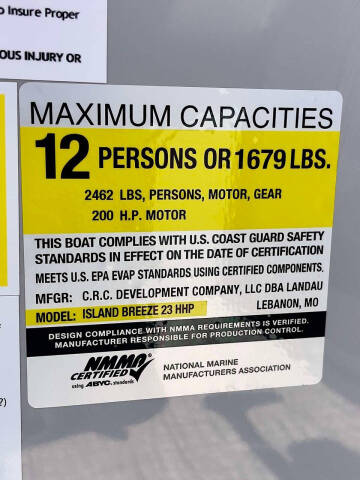 o Insure Proper
OUS INJURY OR
MAXIMUM CAPACITIES
12 PERSONS OR 1679 LBS.
2462 LBS, PERSONS, MOTOR, GEAR
200 H.P. MOTOR
THIS BOAT COMPLIES WITH U.S. COAST GUARD SAFETY
STANDARDS IN EFFECT ON THE DATE OF CERTIFICATION
MEETS U.S. EPA EVAP STANDARDS USING CERTIFIED COMPONENTS.
MFGR: C.R.C. DEVELOPMENT COMPANY, LLC DBA LANDAU
MODEL: ISLAND BREEZE 23 HHP LEBANON, MO
DESIGN COMPLIANCE WITH NMMA REQUIREMENTS IS VERIFIED.
MANUFACTURER RESPONSIBLE FOR PRODUCTION CONTROL.
NMMA
CERTIFIED
using ABYC standards
NATIONAL MARINE
MANUFACTURERS ASSOCIATION
?)